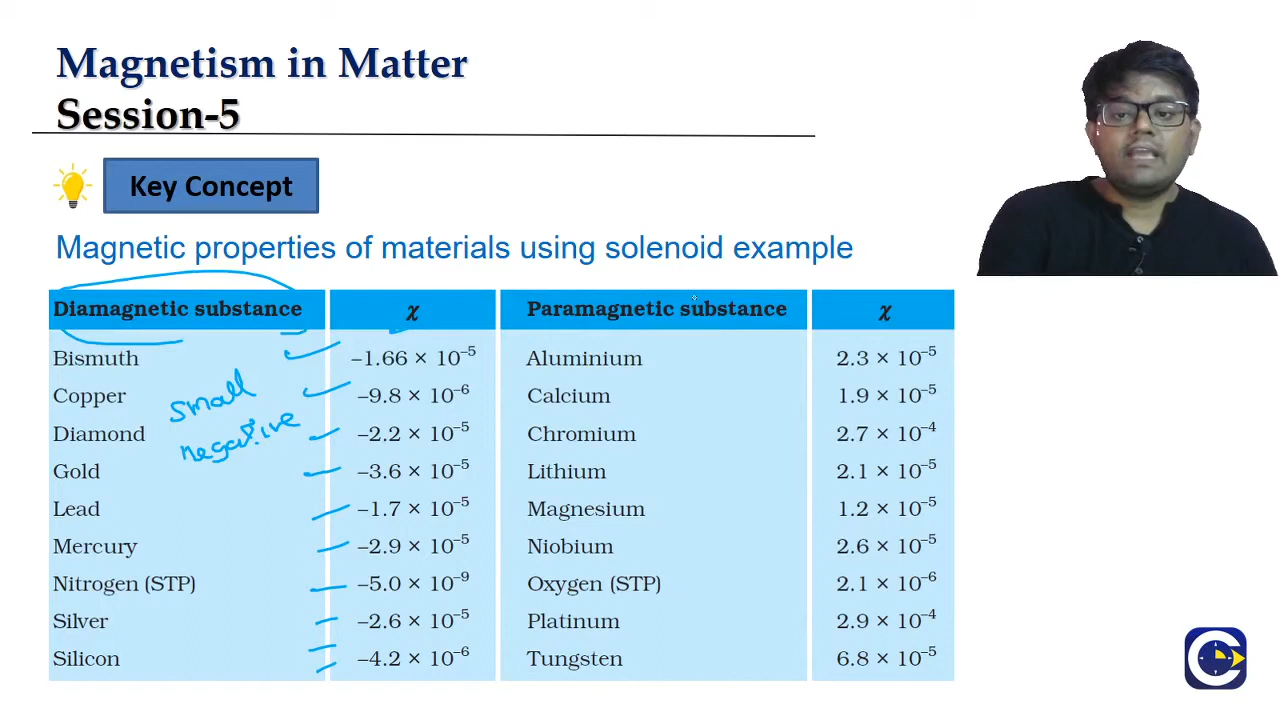 Magnetism in Matter
Session-5
Key Concept
Magnetic properties of materials using solenoid example
Diamagnetic substance χ Paramagnetic substance χ
Bismuth –1.66 × 10⁻⁵ Aluminium 2.3 × 10⁻⁵
Copper –9.8 × 10⁻⁶ Calcium 1.9 × 10⁻⁵
small
Diamond –2.2 × 10⁻⁵ Chromium 2.7 × 10⁻⁴
negative
Gold –3.6 × 10⁻⁵ Lithium 2.1 × 10⁻⁵
Lead –1.7 × 10⁻⁵ Magnesium 1.2 × 10⁻⁵
Mercury –2.9 × 10⁻⁵ Niobium 2.6 × 10⁻⁵
Nitrogen (STP) –5.0 × 10⁻⁹ Oxygen (STP) 2.1 × 10⁻⁶
Silver –2.6 × 10⁻⁵ Platinum 2.9 × 10⁻⁴
Silicon –4.2 × 10⁻⁶ Tungsten 6.8 × 10⁻⁵